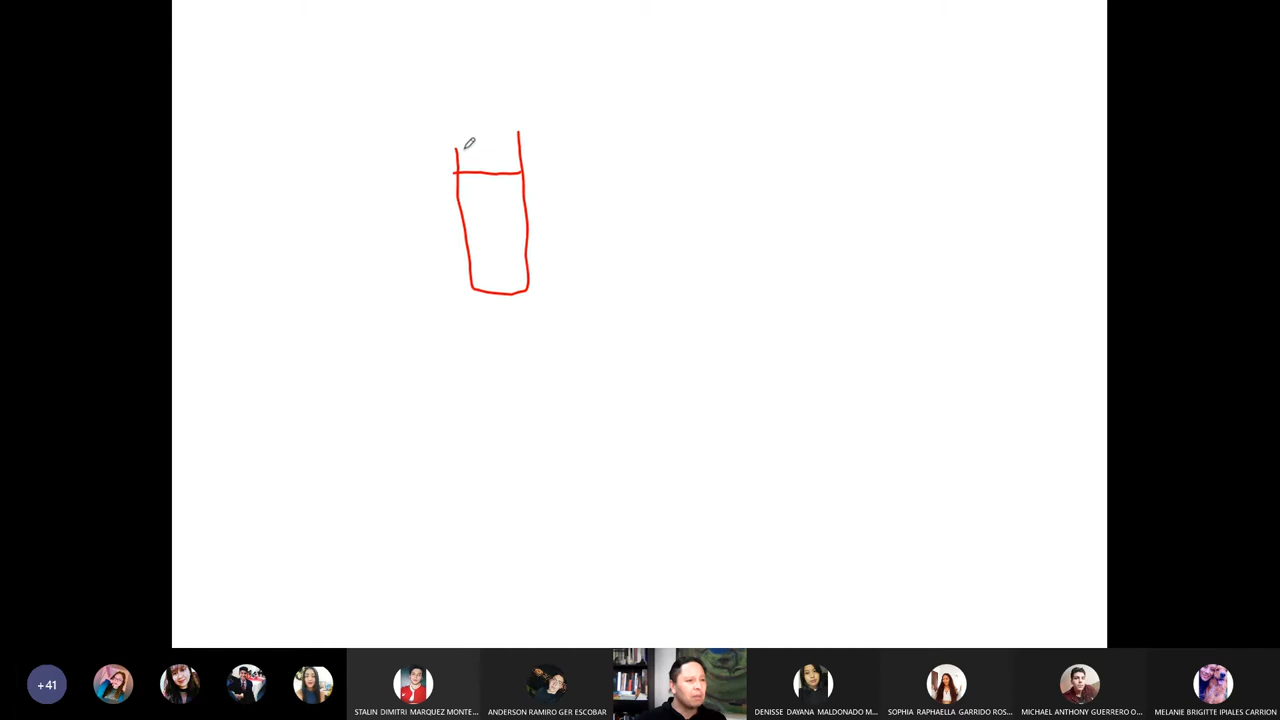 +41
STALIN DIMITRI MARQUEZ MONTE...
ANDERSON RAMIRO GER ESCOBAR
DENISSE DAYANA MALDONADO M...
SOPHIA RAPHAELLA GARRIDO ROS...
MICHAEL ANTHONY GUERRERO O...
MELANIE BRIGITTE IPIALES CARRION